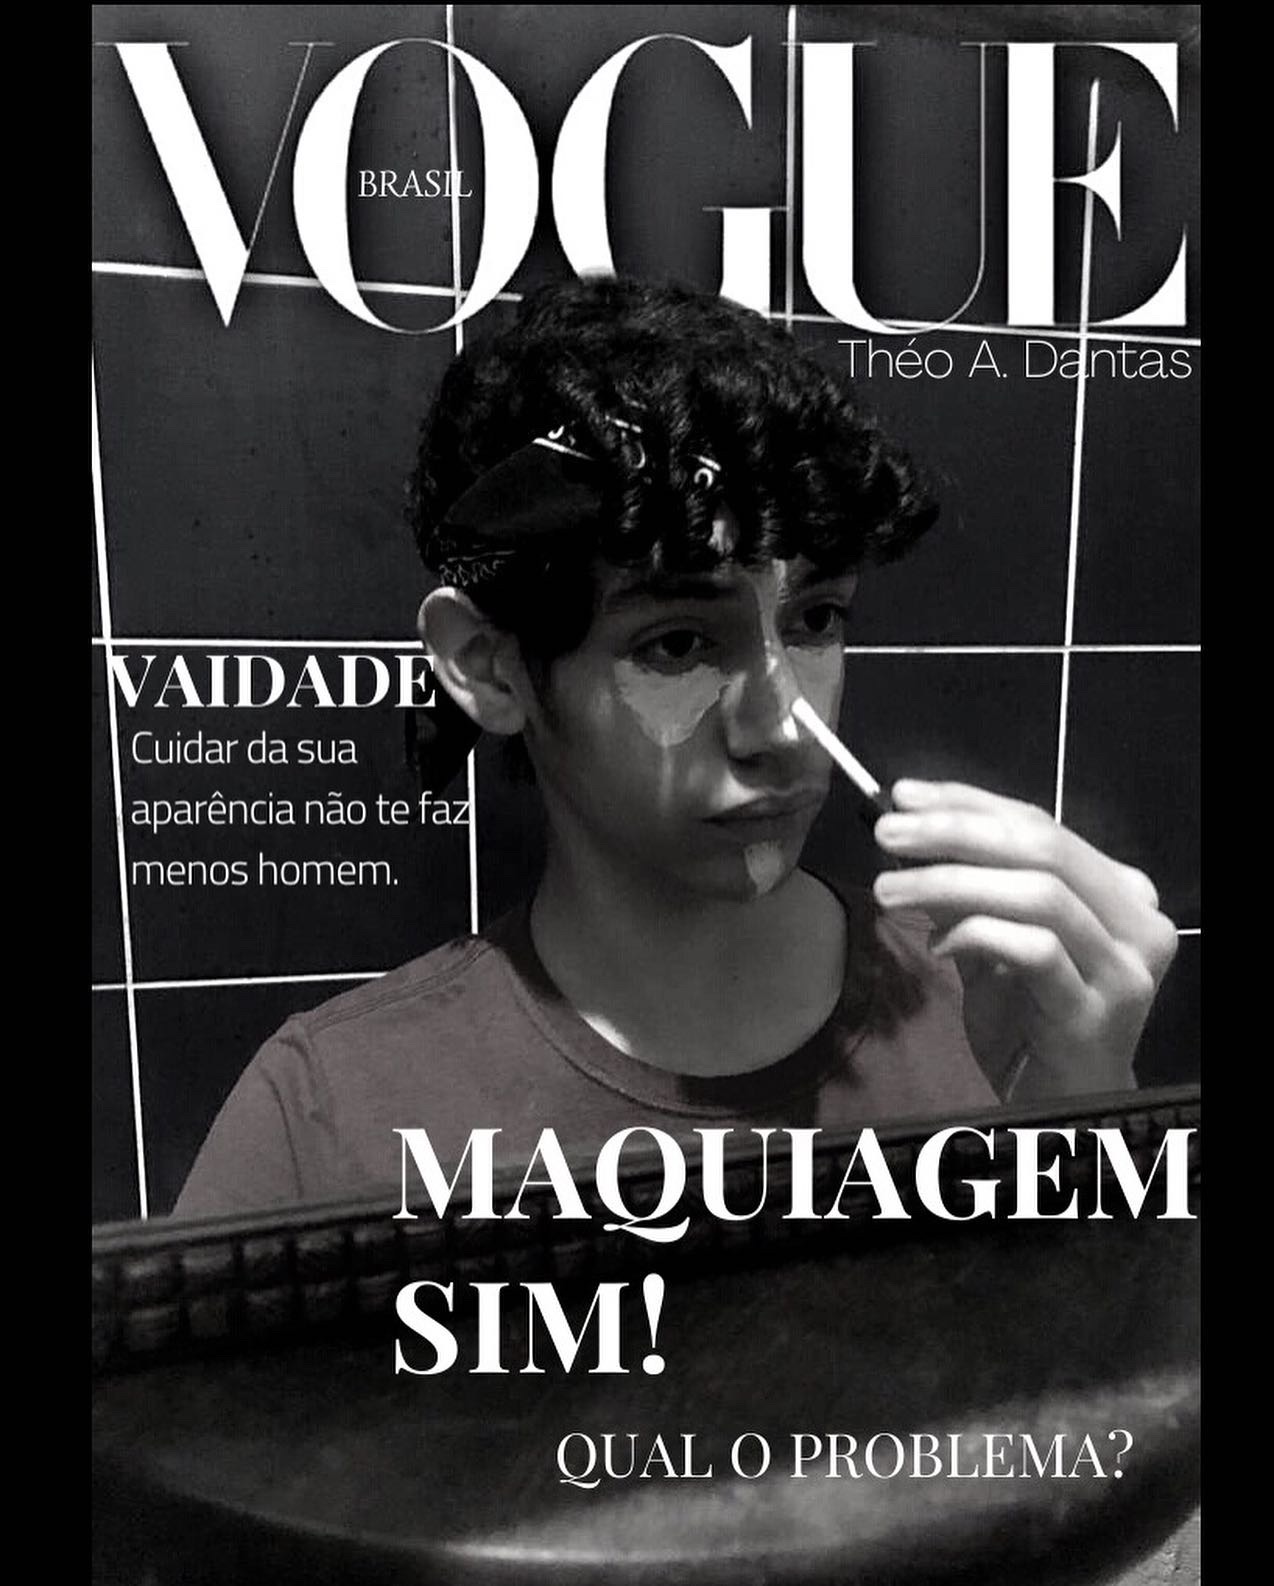 VOGUE
BRASIL
Théo A. Dantas
VAIDADE
Cuidar da sua
aparência não te faz
menos homem.
MAQUIAGEM
SIM!
QUAL O PROBLEMA?